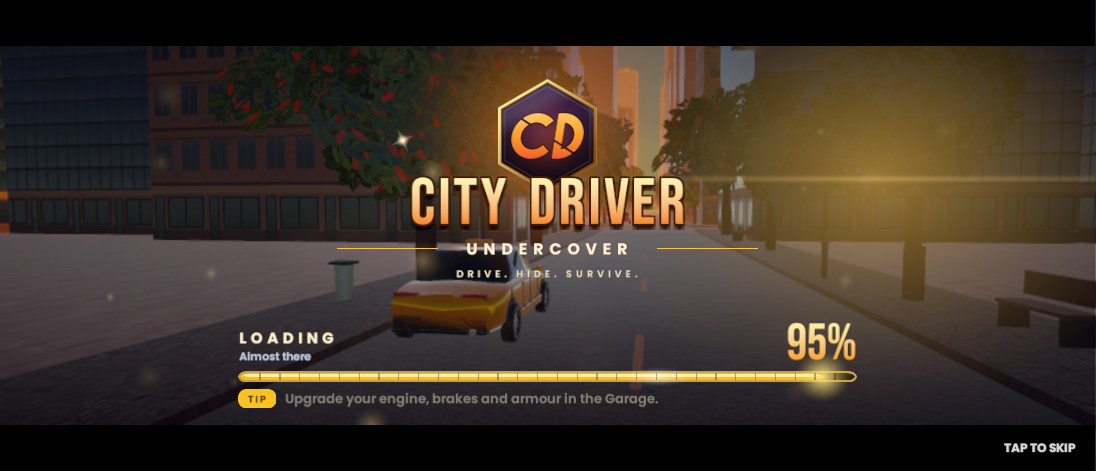 CD
CITY DRIVER
UNDERCOVER
DRIVE. HIDE. SURVIVE.
LOADING
95%
Almost there
TIP Upgrade your engine, brakes and armour in the Garage.
TAP TO SKIP